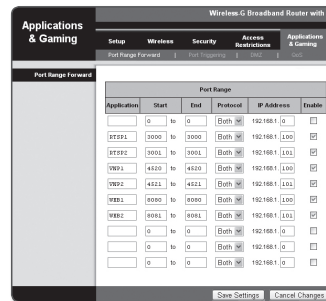 Wireless-G Broadband Router with
Applications
& Gaming
Setup Wireless Security Access Restrictions Applications & Gaming
Port Range Forward | Port Triggering | DMZ | QoS
Port Range Forward
Port Range
Application Start End Protocol IP Address Enable
0 to 0 Both 192.168.1. 0
RTSP1 3000 to 3000 Both 192.168.1. 100
RTSP2 3001 to 3001 Both 192.168.1. 101
VNP1 4520 to 4520 Both 192.168.1. 100
VNP2 4521 to 4521 Both 192.168.1. 101
WEB1 8080 to 8080 Both 192.168.1. 100
WEB2 8081 to 8081 Both 192.168.1. 101
0 to 0 Both 192.168.1. 0
0 to 0 Both 192.168.1. 0
0 to 0 Both 192.168.1. 0
Save Settings Cancel Changes